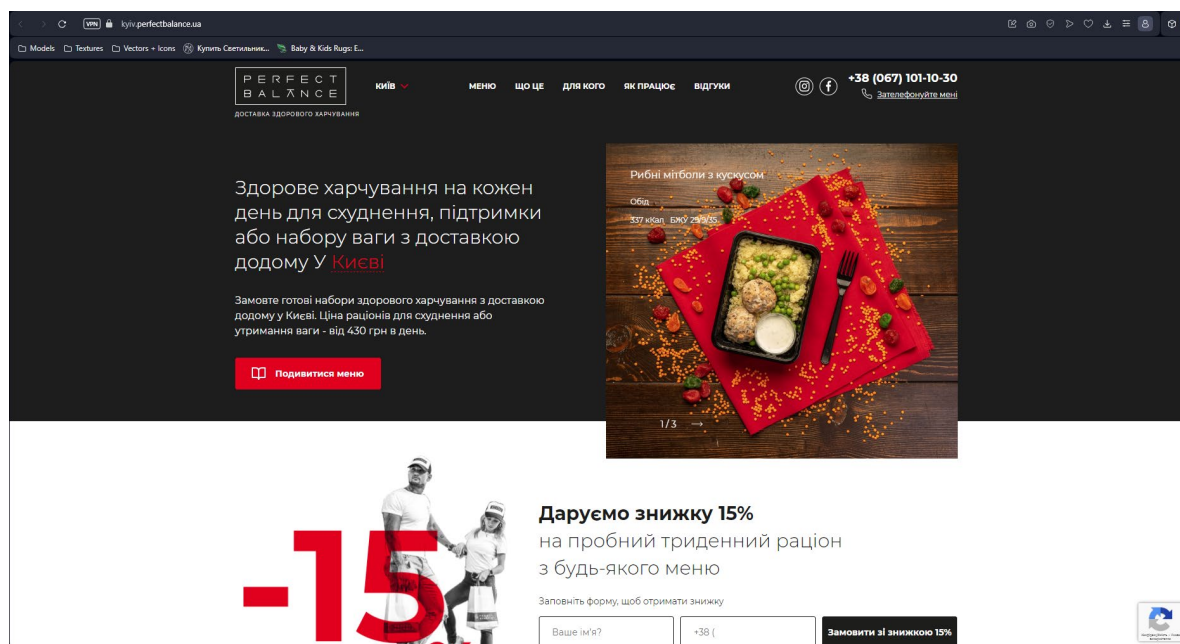 VPN
kyiv.perfectbalance.ua
Models
Textures
Vectors + Icons
Купить Светильник...
Baby & Kids Rugs: E...
PERFECT
BALANCE
ДОСТАВКА ЗДОРОВОГО ХАРЧУВАННЯ
КИЇВ
МЕНЮ
ЩО ЦЕ
ДЛЯ КОГО
ЯК ПРАЦЮЄ
ВІДГУКИ
+38 (067) 101-10-30
Зателефонуйте мені
Здорове харчування на кожен
день для схуднення, підтримки
або набору ваги з доставкою
додому У Києві
Замовте готові набори здорового харчування з доставкою
додому у Києві. Ціна раціонів для схуднення або
утримання ваги - від 430 грн в день.
Подивитися меню
Рибні мітболи з кускусом
Обід
337 кКал БЖУ 25/9/35
1/3
-15
Даруємо знижку 15%
на пробний триденний раціон
з будь-якого меню
Заповніть форму, щоб отримати знижку
Ваше ім'я?
+38 (
Замовити зі знижкою 15%